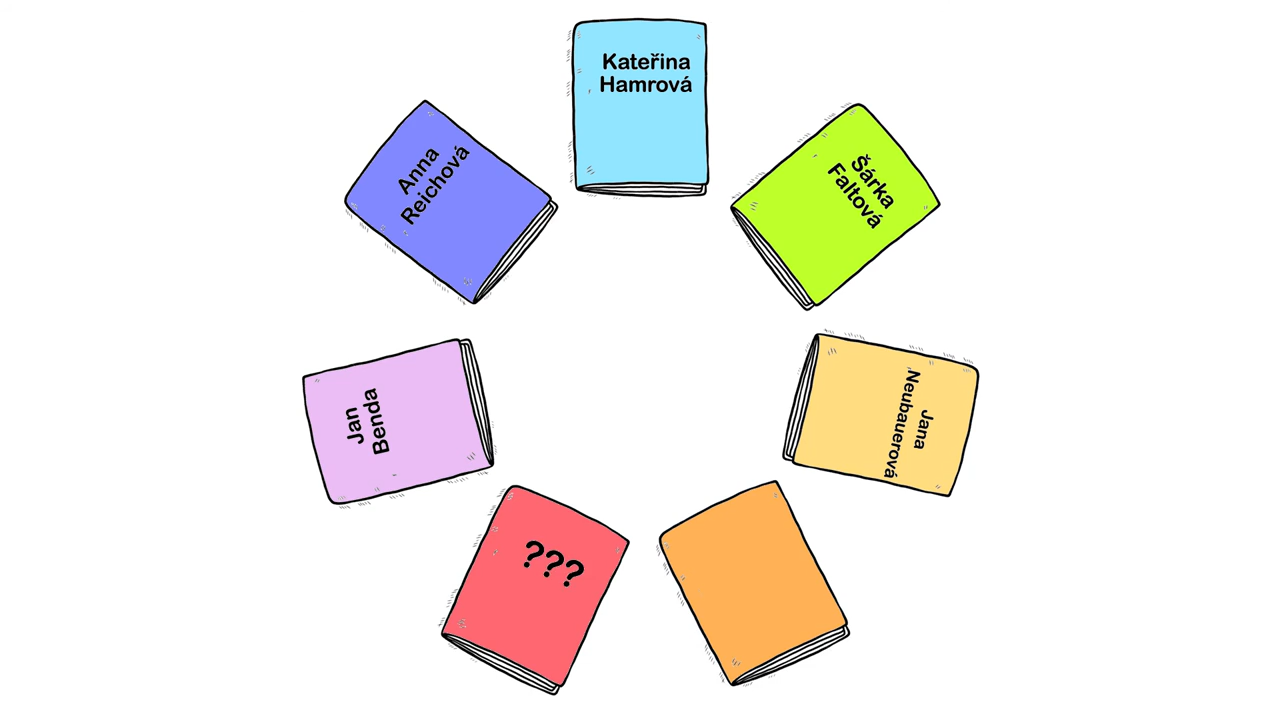 Kateřina
Hamrová
Šárka
Faltová
Jana
Neubauerová
???
Jan
Benda
Anna
Reichová